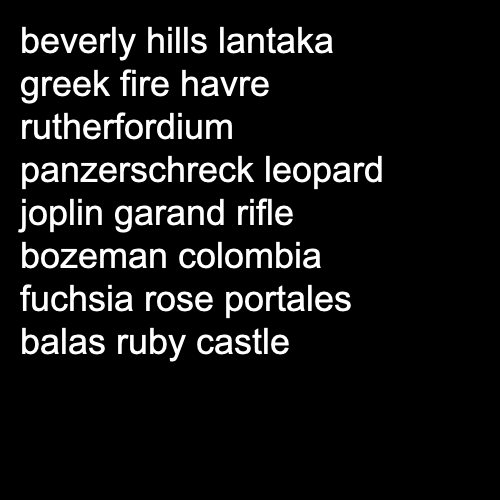 beverly hills lantaka
greek fire havre
rutherfordium
panzerschreck leopard
joplin garand rifle
bozeman colombia
fuchsia rose portales
balas ruby castle